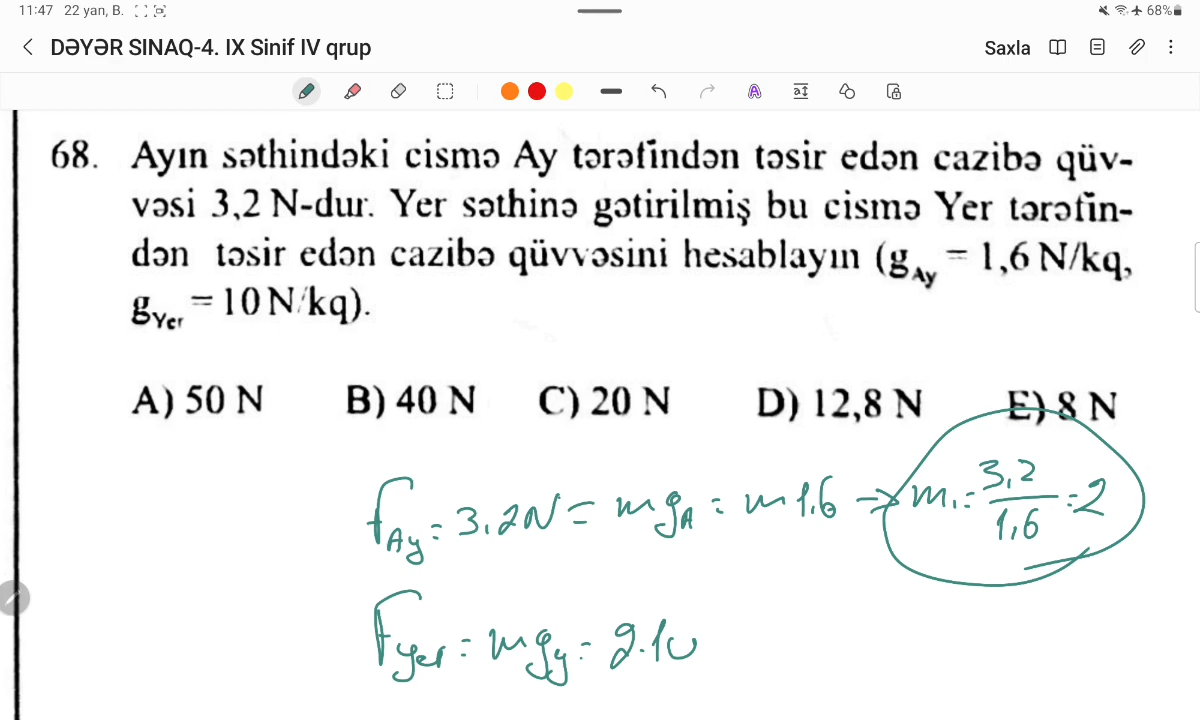 11:47 22 yan, B. 68%
DƏYƏR SINAQ-4. IX Sinif IV qrup Saxla
68. Ayın səthindəki cismə Ay tərəfindən təsir edən cazibə qüv-
vəsi 3,2 N-dur. Yer səthinə gətirilmiş bu cismə Yer tərəfin-
dən təsir edən cazibə qüvvəsini hesablayın (gAy = 1,6 N/kq,
gYer = 10 N/kq).
A) 50 N B) 40 N C) 20 N D) 12,8 N E) 8 N
FAy = 3,2N = mgA = m1,6 => m = 3,2/1,6 = 2
Fyer = mgy = 2.10